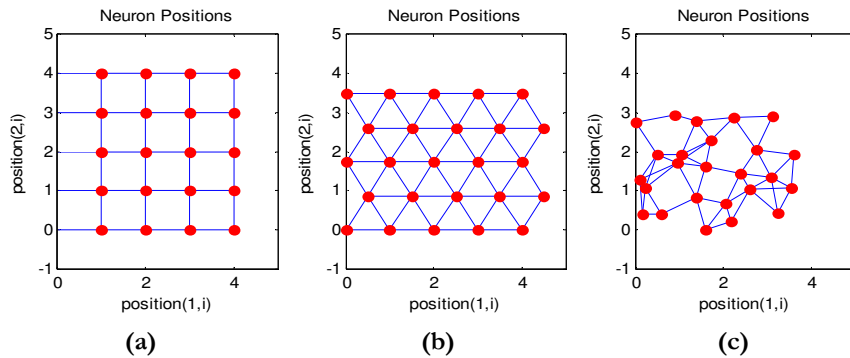 Neuron Positions
5
4
3
2
1
0
-1
position(2,i)
0 2 4
position(1,i)
(a)
Neuron Positions
5
4
3
2
1
0
-1
position(2,i)
0 2 4
position(1,i)
(b)
Neuron Positions
5
4
3
2
1
0
-1
position(2,i)
0 2 4
position(1,i)
(c)